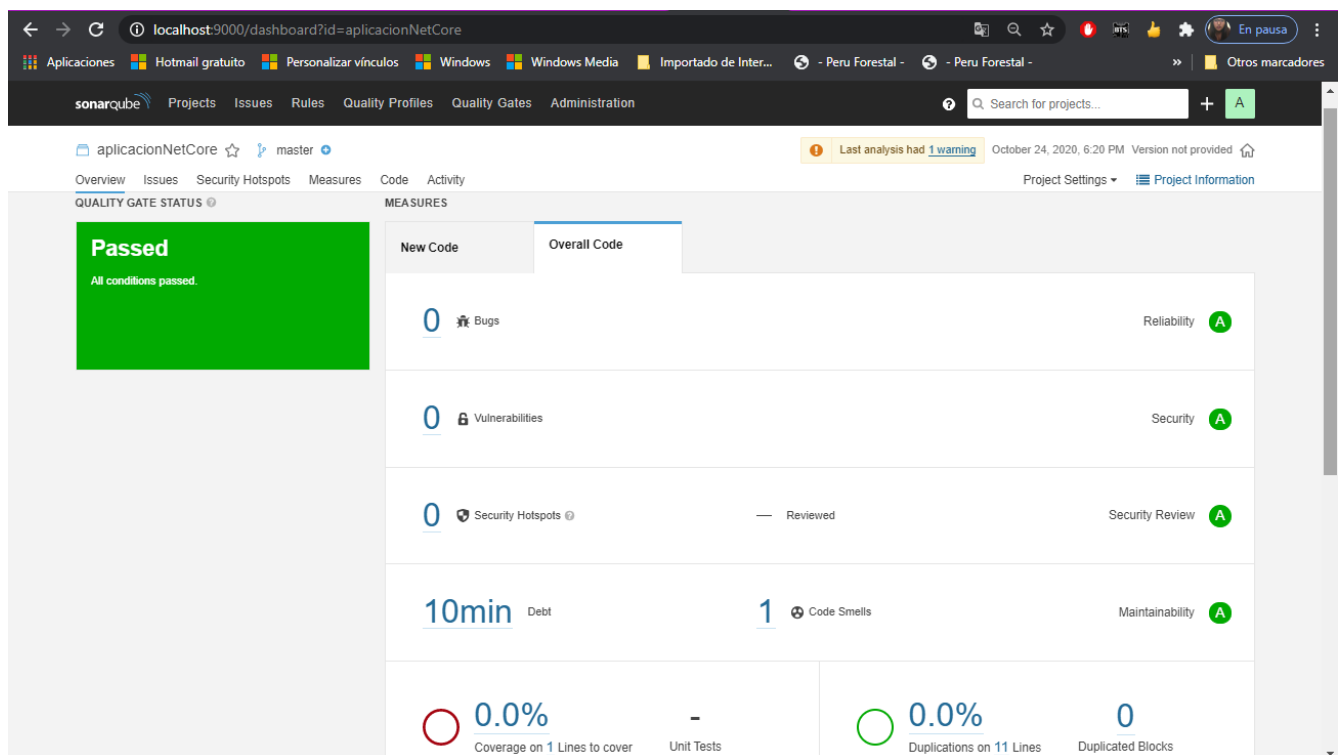 localhost:9000/dashboard?id=aplicacionNetCore
En pausa
Aplicaciones Hotmail gratuito Personalizar vínculos Windows Windows Media Importado de Inter... - Peru Forestal - - Peru Forestal - » Otros marcadores
sonarqube Projects Issues Rules Quality Profiles Quality Gates Administration ? Search for projects... + A
aplicacionNetCore master Last analysis had 1 warning October 24, 2020, 6:20 PM Version not provided
Overview Issues Security Hotspots Measures Code Activity Project Settings Project Information
QUALITY GATE STATUS MEASURES
Passed
All conditions passed.
New Code Overall Code
0 Bugs Reliability A
0 Vulnerabilities Security A
0 Security Hotspots — Reviewed Security Review A
10min Debt 1 Code Smells Maintainability A
0.0% - 0.0% 0
Coverage on 1 Lines to cover Unit Tests Duplications on 11 Lines Duplicated Blocks